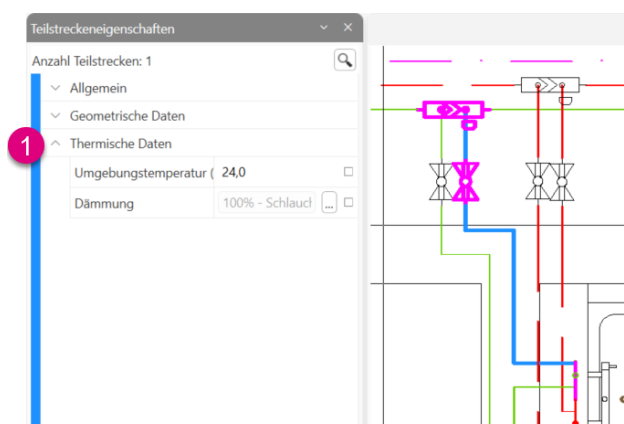 Teilstreckeneigenschaften
Anzahl Teilstrecken: 1
Allgemein
Geometrische Daten
1 Thermische Daten
Umgebungstemperatur ( 24,0
Dämmung 100% - Schlauch ...